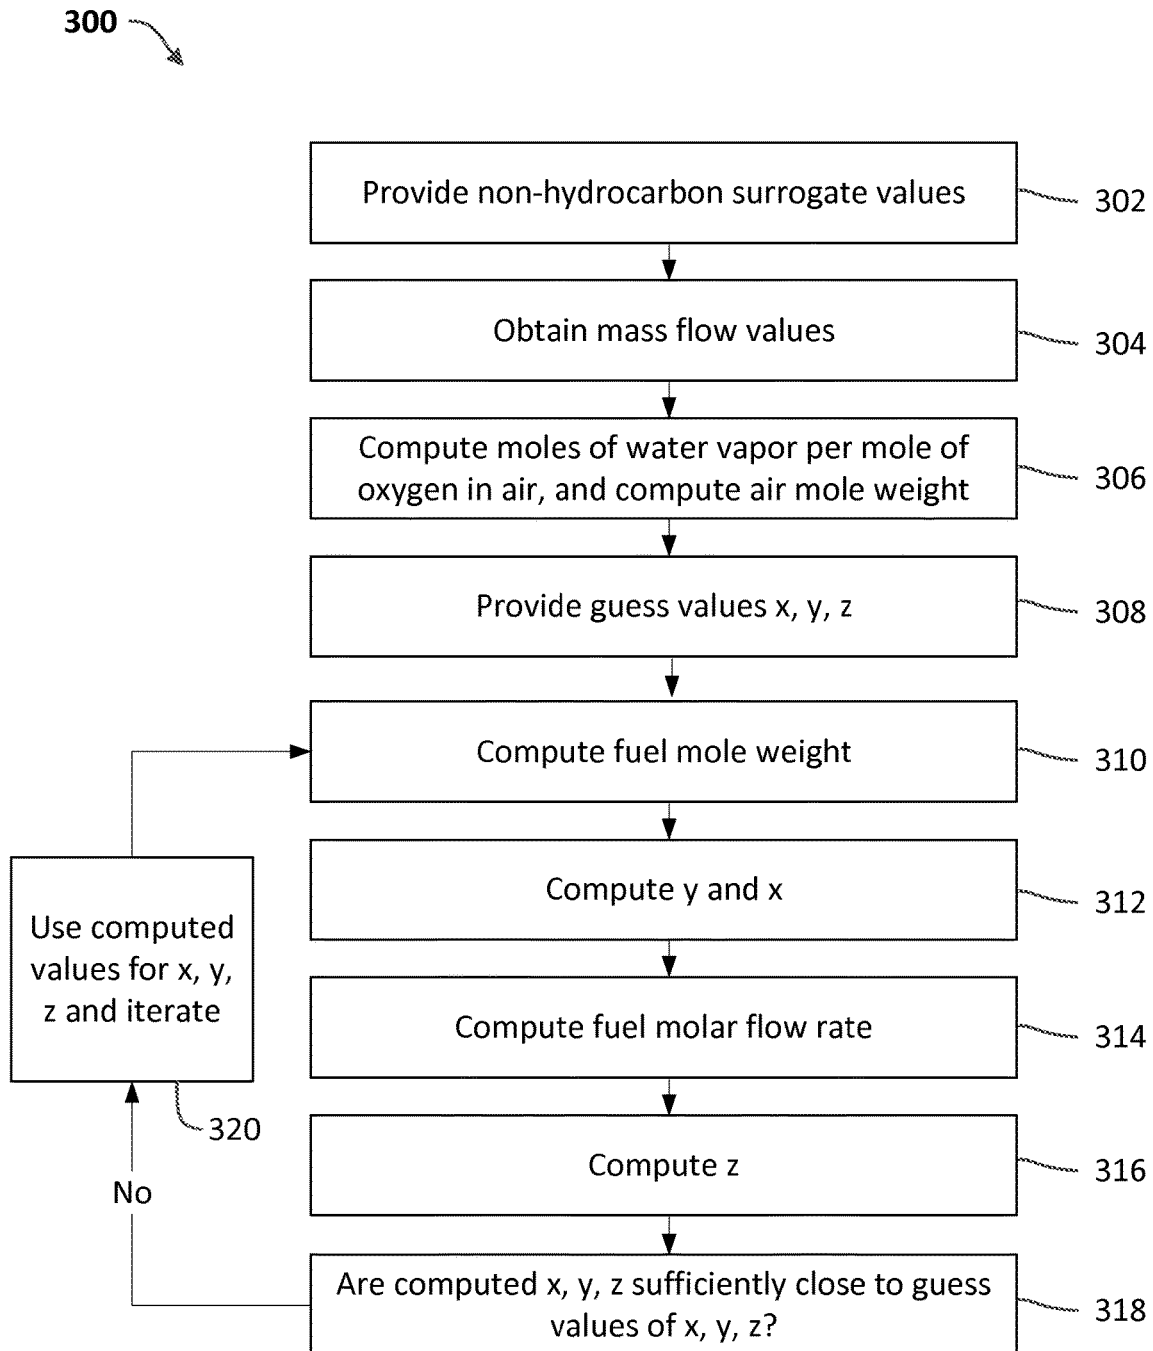 300
Provide non-hydrocarbon surrogate values
302
Obtain mass flow values
304
Compute moles of water vapor per mole of
oxygen in air, and compute air mole weight
306
Provide guess values x, y, z
308
Compute fuel mole weight
310
Compute y and x
312
Use computed
values for x, y,
z and iterate
320
Compute fuel molar flow rate
314
Compute z
316
No
Are computed x, y, z sufficiently close to guess
values of x, y, z?
318